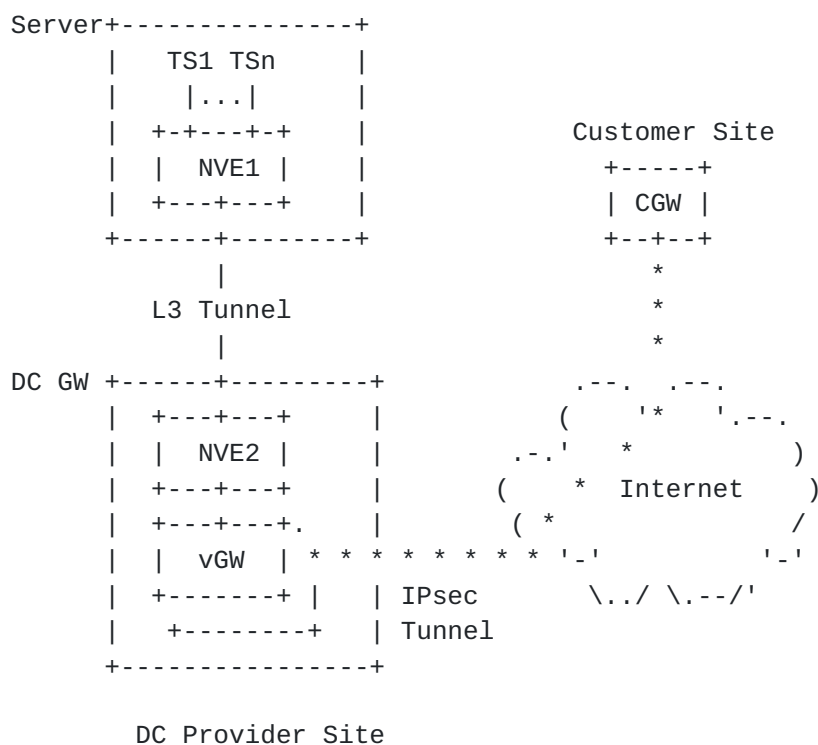 Server
TS1 TSn
...
Customer Site
NVE1
CGW
L3 Tunnel
DC GW
NVE2
Internet
vGW
IPsec
Tunnel
DC Provider Site